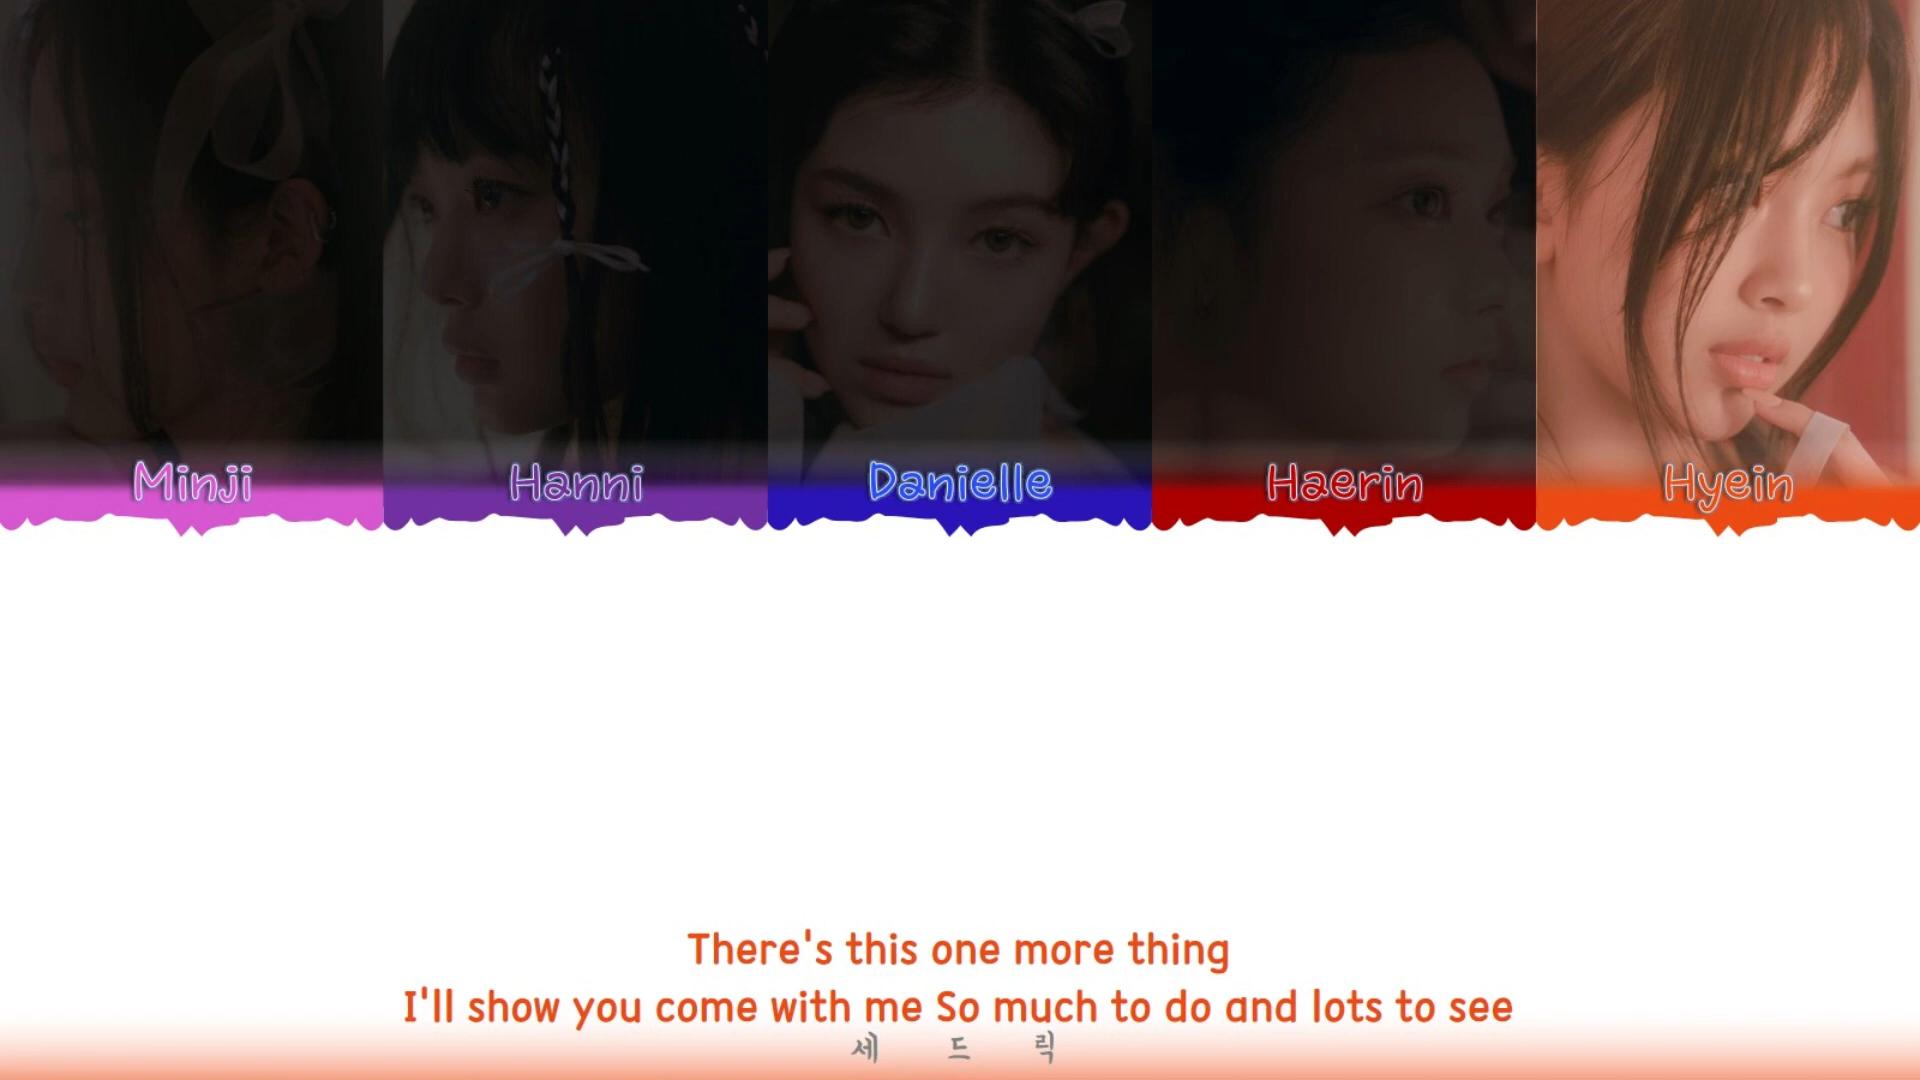 Minji Hanni Danielle Haerin Hyein
There's this one more thing
I'll show you come with me So much to do and lots to see
세 드 릭